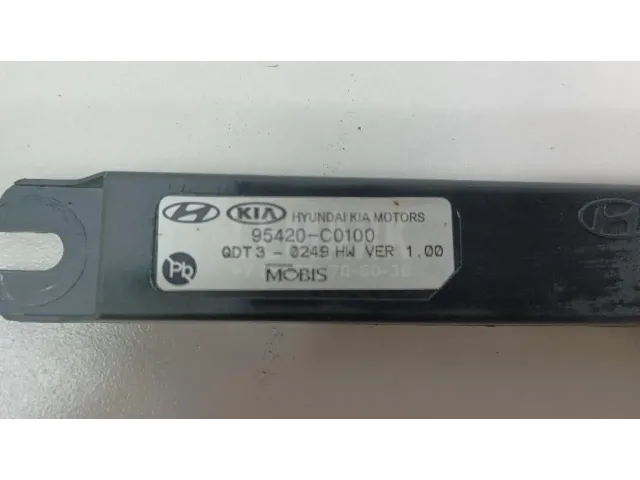 KIA HYUNDAI·KIA MOTORS
95420-C0100
QDT3 - 0249 HW VER 1.00
Pb MOBIS